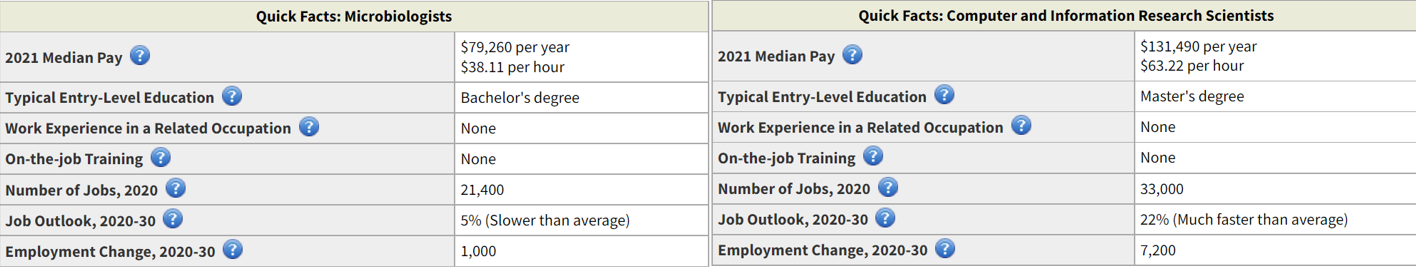 Quick Facts: Microbiologists
2021 Median Pay ? $79,260 per year
$38.11 per hour
Typical Entry-Level Education ? Bachelor's degree
Work Experience in a Related Occupation ? None
On-the-job Training ? None
Number of Jobs, 2020 ? 21,400
Job Outlook, 2020-30 ? 5% (Slower than average)
Employment Change, 2020-30 ? 1,000
Quick Facts: Computer and Information Research Scientists
2021 Median Pay ? $131,490 per year
$63.22 per hour
Typical Entry-Level Education ? Master's degree
Work Experience in a Related Occupation ? None
On-the-job Training ? None
Number of Jobs, 2020 ? 33,000
Job Outlook, 2020-30 ? 22% (Much faster than average)
Employment Change, 2020-30 ? 7,200